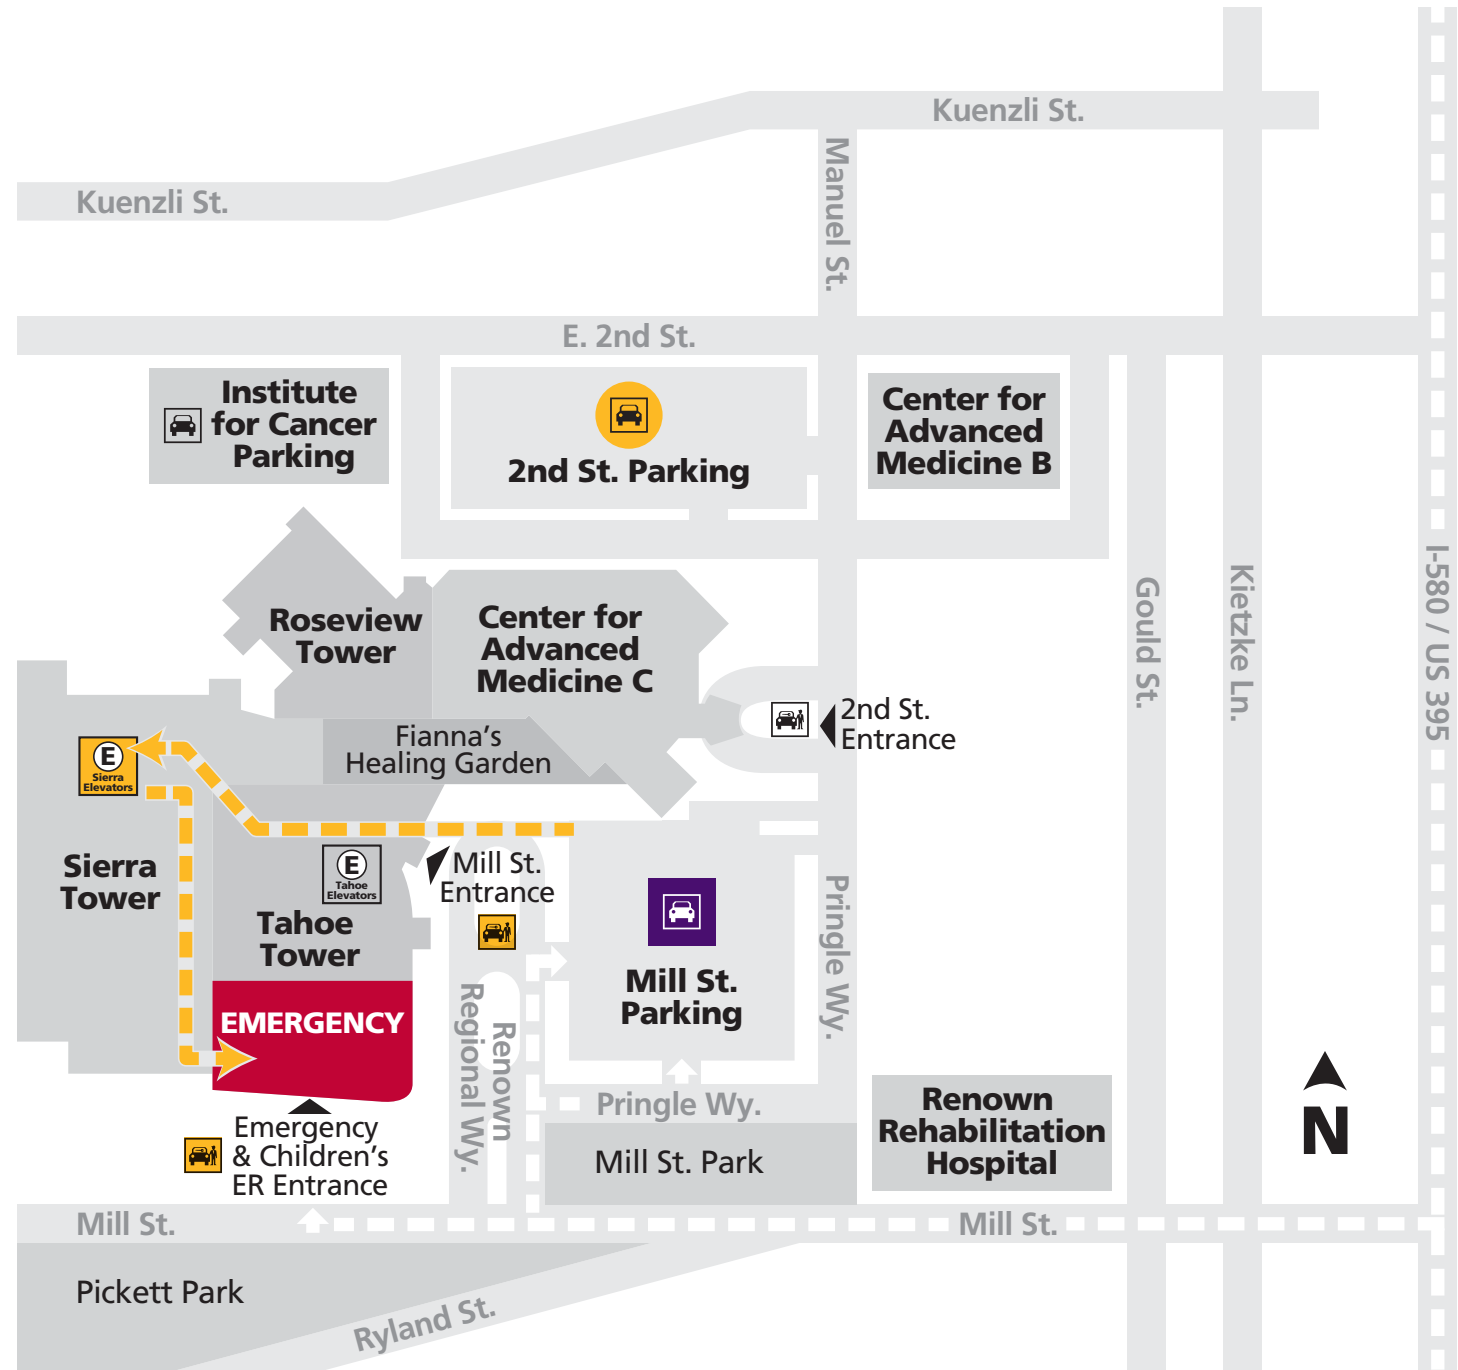 Kuenzli St.
Kuenzli St.
Manuel St.
E. 2nd St.
Institute
for Cancer
Parking
2nd St. Parking
Center for
Advanced
Medicine B
I-580 / US 395
Kietzke Ln.
Gould St.
Roseview
Tower
Center for
Advanced
Medicine C
2nd St.
Entrance
Fianna’s
Healing Garden
E
Sierra
Elevators
Sierra
Tower
E
Tahoe
Elevators
Mill St.
Entrance
Tahoe
Tower
Pringle Wy.
Mill St.
Parking
EMERGENCY
Renown
Regional Wy.
Pringle Wy.
Renown
Rehabilitation
Hospital
N
Emergency
& Children’s
ER Entrance
Mill St. Park
Mill St.
Mill St.
Pickett Park
Ryland St.